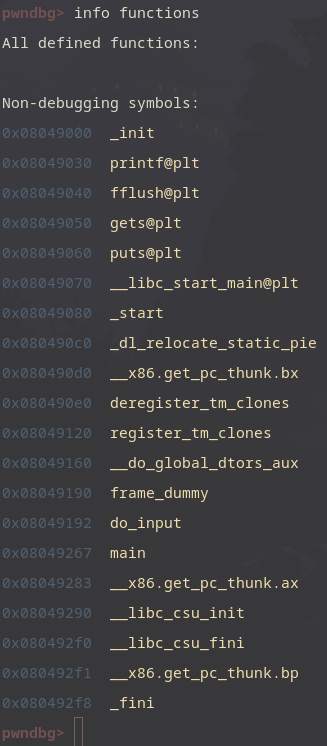 pwndbg> info functions
All defined functions:
Non-debugging symbols:
0x08049000 _init
0x08049030 printf@plt
0x08049040 fflush@plt
0x08049050 gets@plt
0x08049060 puts@plt
0x08049070 __libc_start_main@plt
0x08049080 _start
0x080490c0 _dl_relocate_static_pie
0x080490d0 __x86.get_pc_thunk.bx
0x080490e0 deregister_tm_clones
0x08049120 register_tm_clones
0x08049160 __do_global_dtors_aux
0x08049190 frame_dummy
0x08049192 do_input
0x08049267 main
0x08049283 __x86.get_pc_thunk.ax
0x08049290 __libc_csu_init
0x080492f0 __libc_csu_fini
0x080492f1 __x86.get_pc_thunk.bp
0x080492f8 _fini
pwndbg>